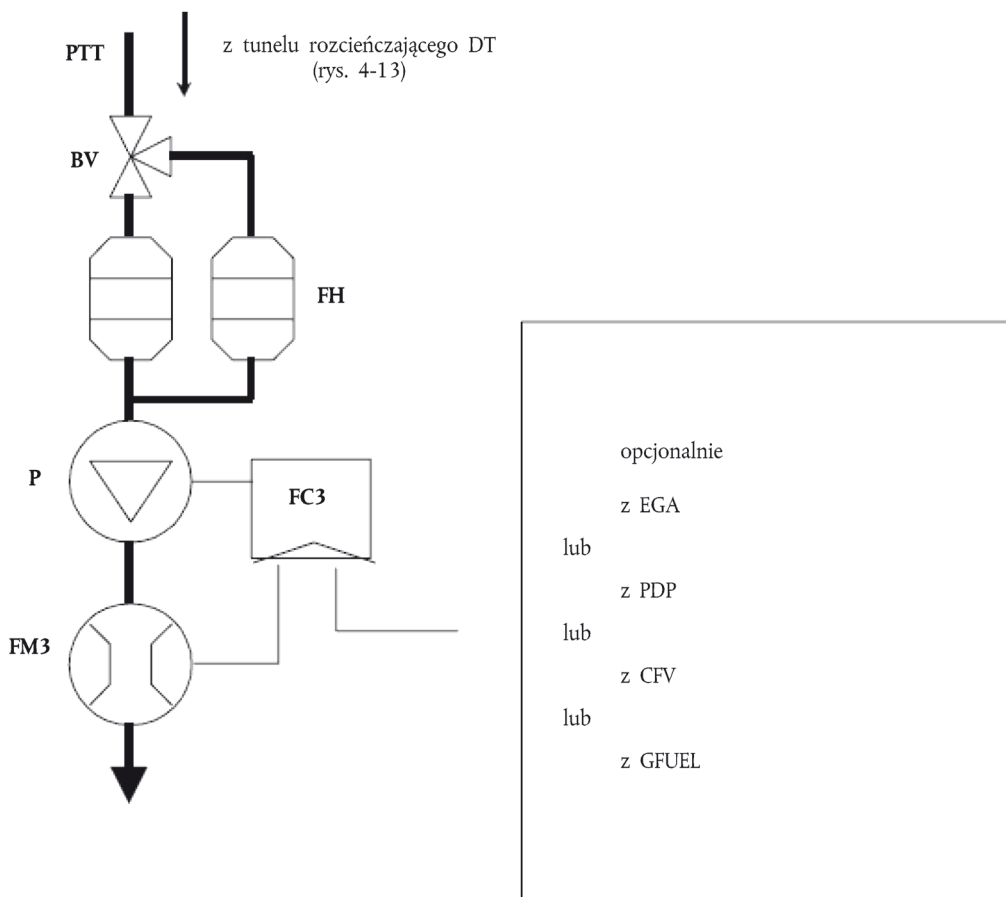 PTT
z tunelu rozcieńczającego DT
(rys. 4-13)
BV
FH
P
FC3
FM3
opcjonalnie
z EGA
lub
z PDP
lub
z CFV
lub
z GFUEL